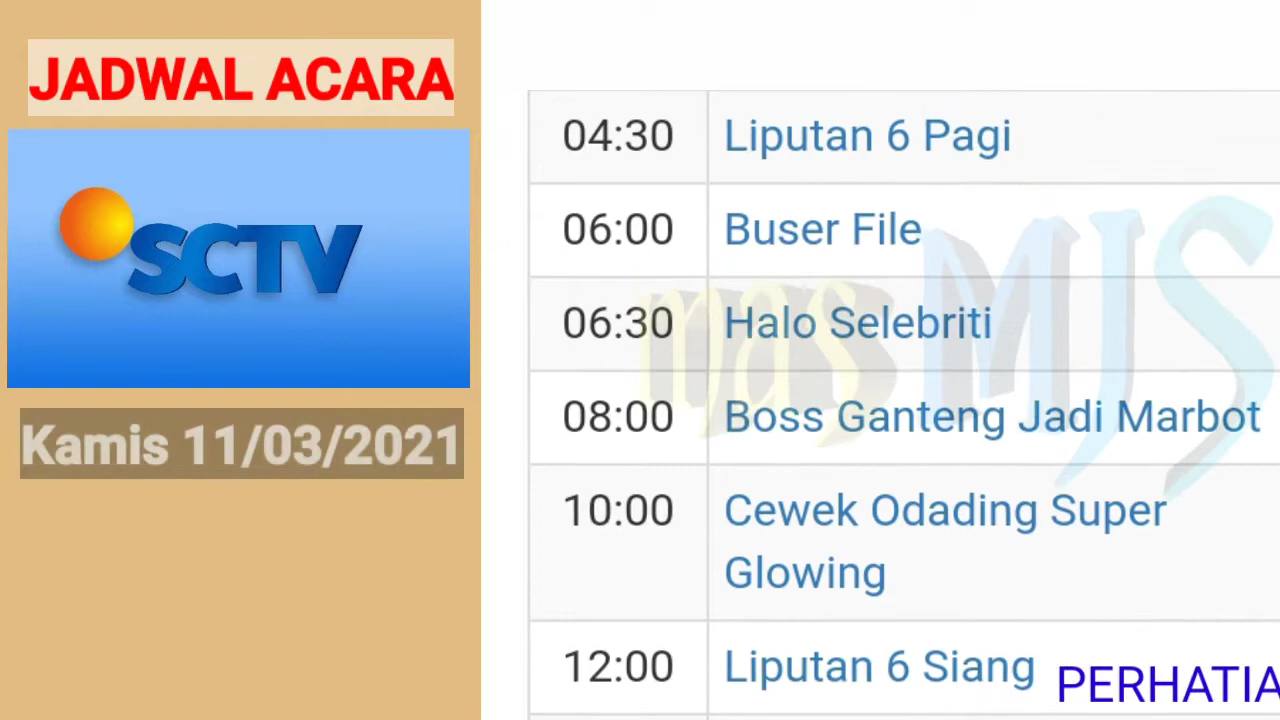 JADWAL ACARA
SCTV
Kamis 11/03/2021
04:30 Liputan 6 Pagi
06:00 Buser File
06:30 Halo Selebriti
08:00 Boss Ganteng Jadi Marbot
10:00 Cewek Odading Super
Glowing
12:00 Liputan 6 Siang
mas MJS
PERHATIA